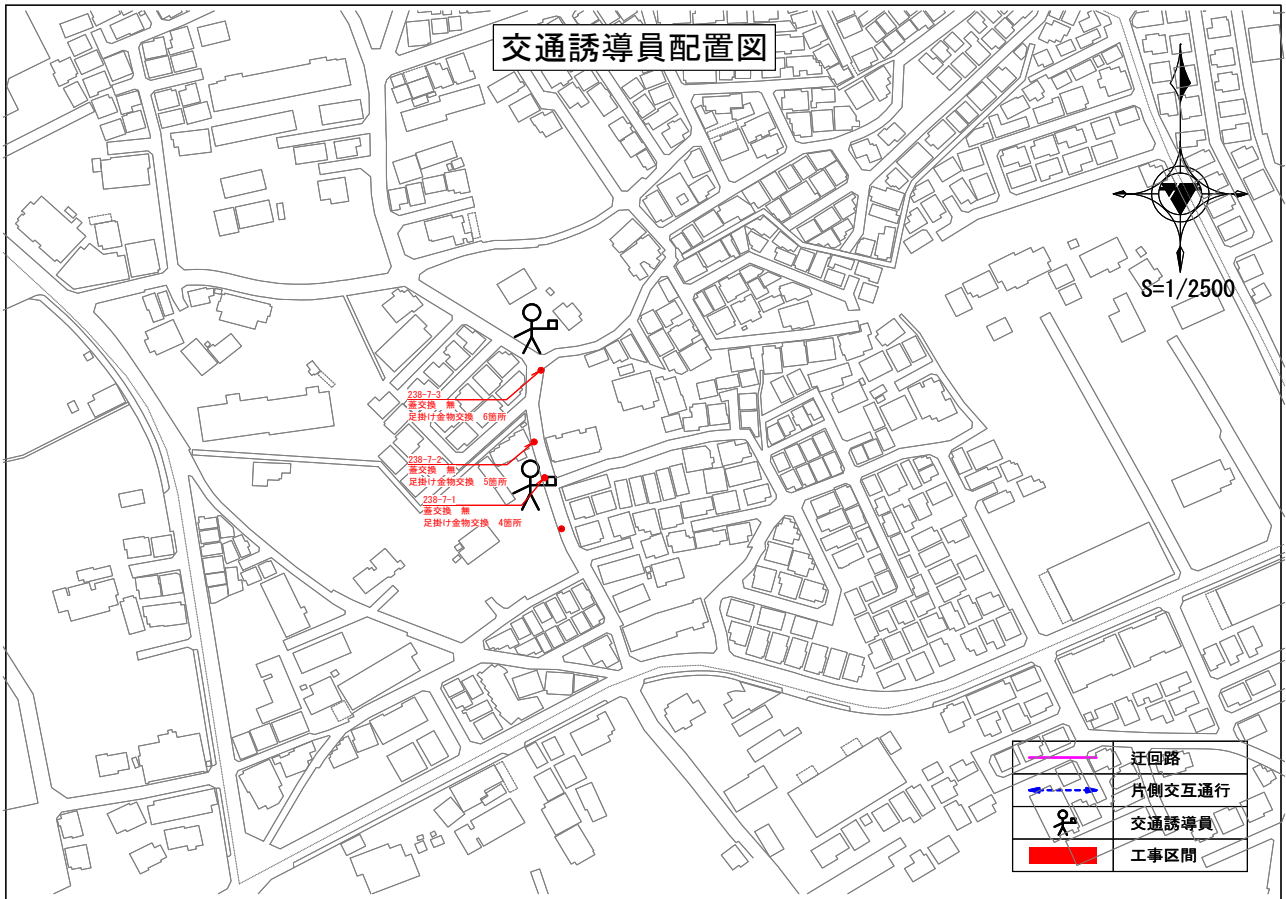 交通誘導員配置図
S=1/2500
238-7-3
蓋交換 無
足掛け金物交換 6箇所
238-7-2
蓋交換 無
足掛け金物交換 5箇所
238-7-1
蓋交換 無
足掛け金物交換 4箇所
迂回路
片側交互通行
交通誘導員
工事区間